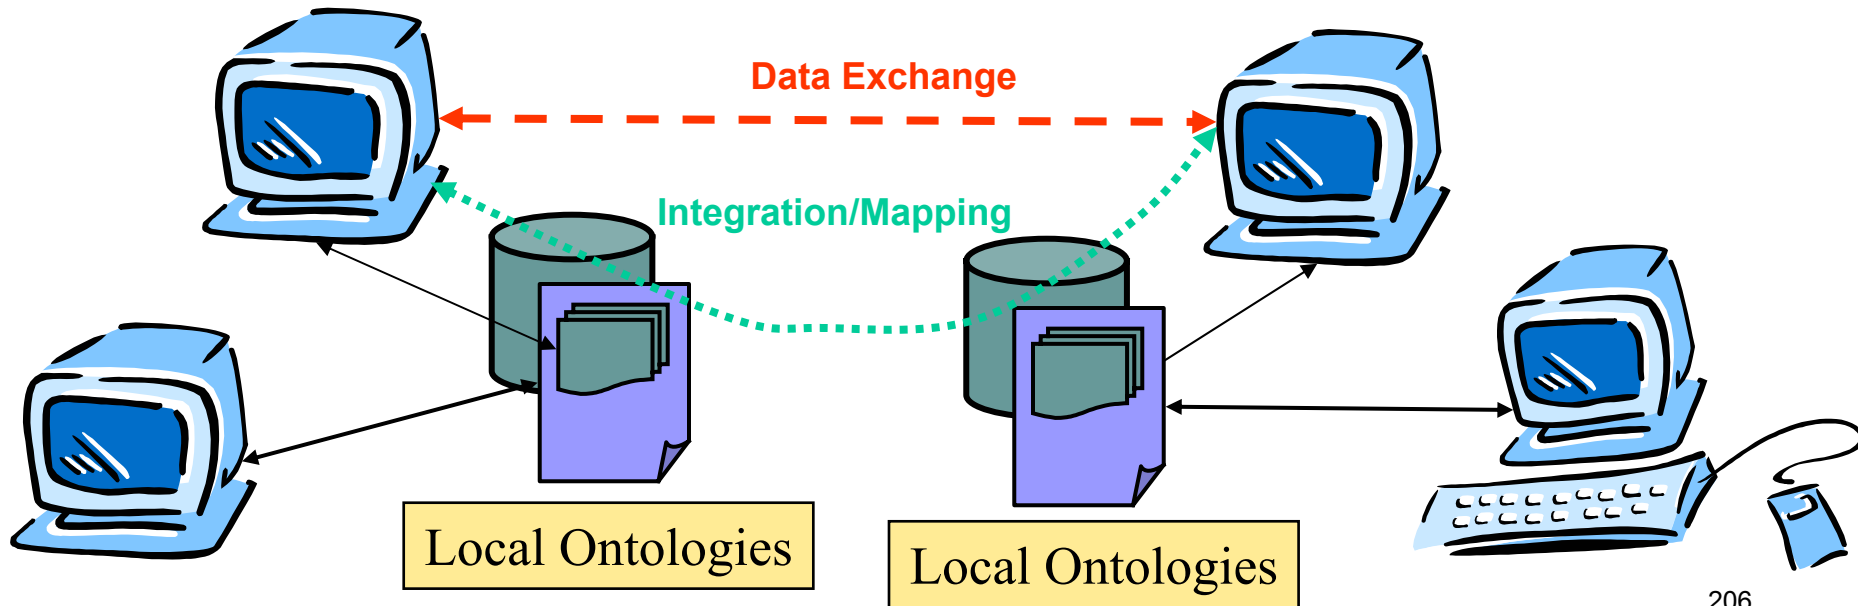 Data Exchange
Integration/Mapping
Local Ontologies
Local Ontologies
206